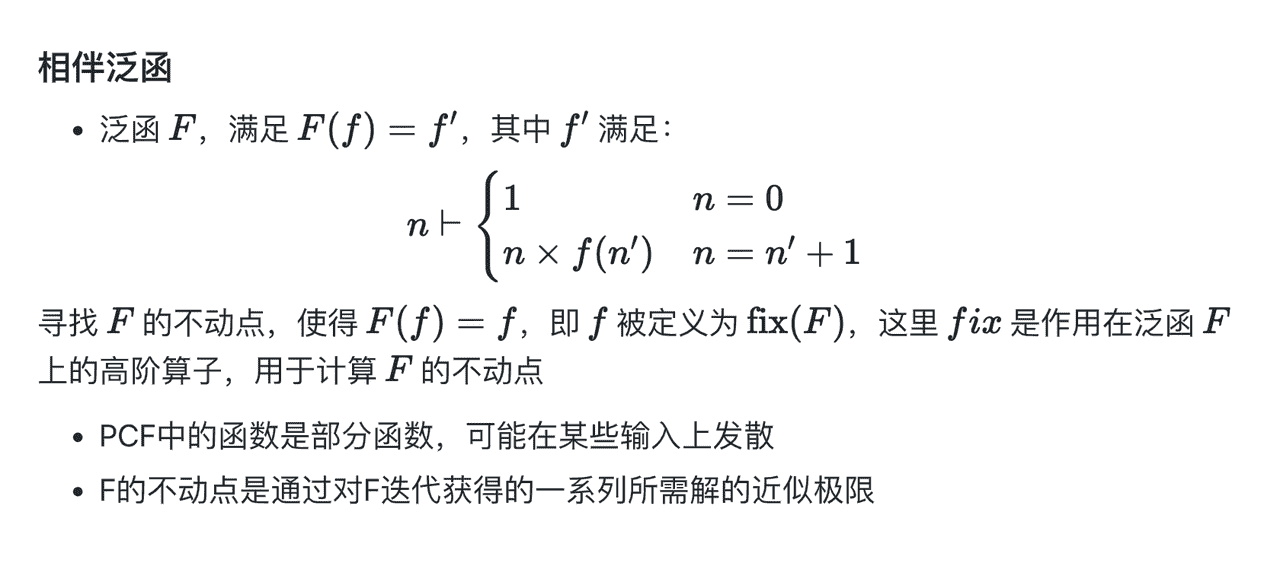 相伴泛函
• 泛函 F，满足 F(f) = f′，其中 f′ 满足：
n ⊢ { 1 n = 0
n × f(n′) n = n′ + 1
寻找 F 的不动点，使得 F(f) = f，即 f 被定义为 fix(F)，这里 fix 是作用在泛函 F
上的高阶算子，用于计算 F 的不动点
• PCF中的函数是部分函数，可能在某些输入上发散
• F的不动点是通过对F迭代获得的一系列所需解的近似极限